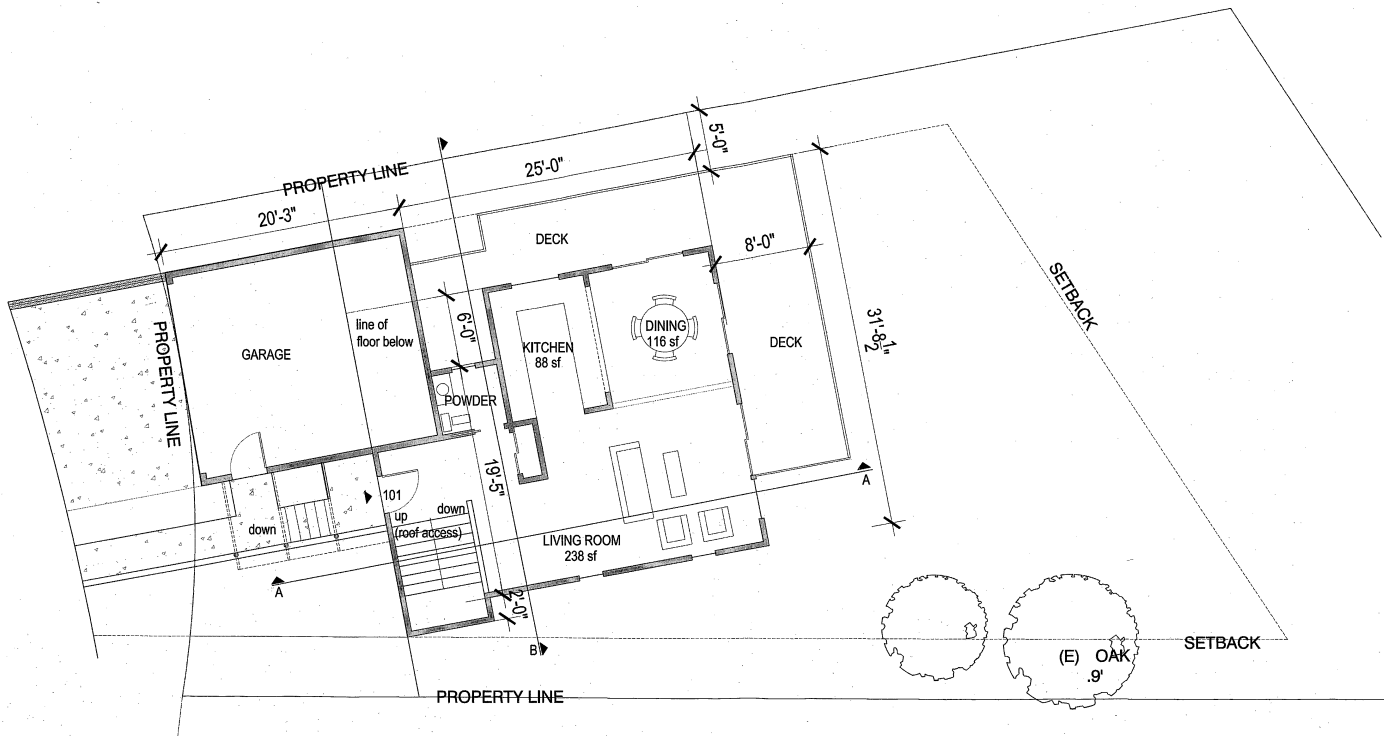 5'-0"
25'-0"
PROPERTY LINE
20'-3"
DECK
8'-0"
SETBACK
6'-0"
line of
floor below
DINING
116 sf
31'-8 1/2"
GARAGE
KITCHEN
88 sf
DECK
PROPERTY LINE
POWDER
19'-5"
A
101
up
(roof access)
down
down
LIVING ROOM
238 sf
A
2'-0"
B
SETBACK
(E) OAK
.9'
PROPERTY LINE